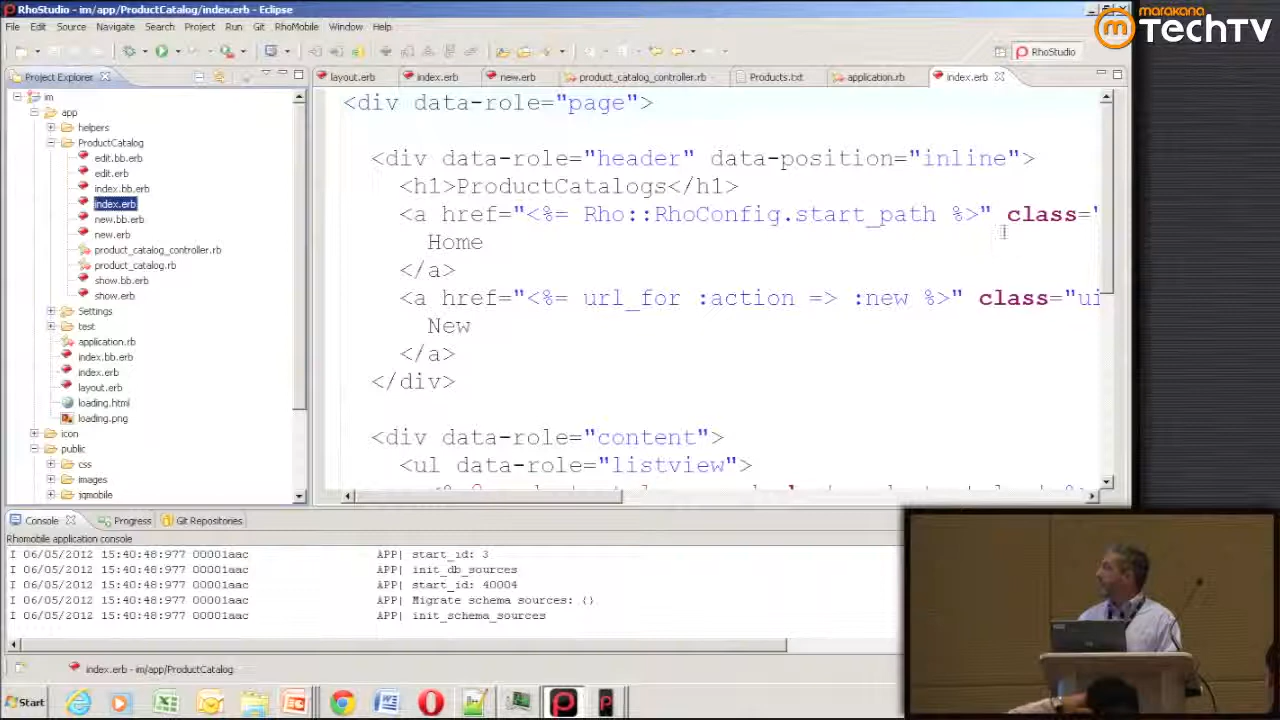 RhoStudio - im/app/ProductCatalog/index.erb - Eclipse
File Edit Source Navigate Search Project Run Git RhoMobile Window Help
marakana
m TechTV
RhoStudio
Project Explorer
layout.erb index.erb new.erb product_catalog_controller.rb Products.txt application.rb index.erb
im
app
helpers
ProductCatalog
edit.bb.erb
edit.erb
index.bb.erb
index.erb
new.bb.erb
new.erb
product_catalog_controller.rb
product_catalog.rb
show.bb.erb
show.erb
Settings
test
application.rb
index.bb.erb
index.erb
layout.erb
loading.html
loading.png
icon
public
css
images
jqmobile
<div data-role="page">
<div data-role="header" data-position="inline">
<h1>ProductCatalogs</h1>
<a href="<%= Rho::RhoConfig.start_path %>" class="
Home
</a>
<a href="<%= url_for :action => :new %>" class="ui
New
</a>
</div>
<div data-role="content">
<ul data-role="listview">
Console Progress Git Repositories
Rhomobile application console
I 06/05/2012 15:40:48:977 00001aac APP| start_id: 3
I 06/05/2012 15:40:48:977 00001aac APP| init_db_sources
I 06/05/2012 15:40:48:977 00001aac APP| start_id: 40004
I 06/05/2012 15:40:48:977 00001aac APP| Migrate schema sources: {}
I 06/05/2012 15:40:48:977 00001aac APP| init_schema_sources
index.erb - im/app/ProductCatalog
Start